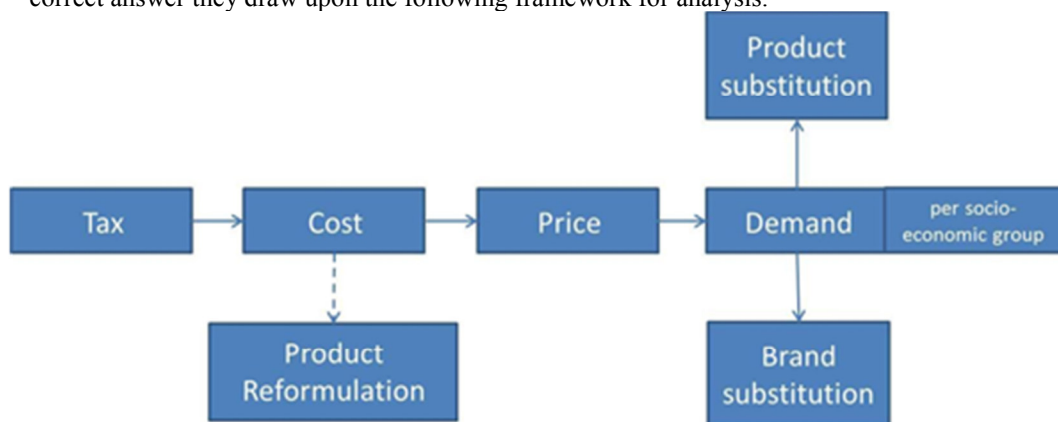 correct answer they draw upon the following framework for analysis.
Product
substitution
Tax
Cost
Price
Demand
per socio-
economic group
Product
Reformulation
Brand
substitution